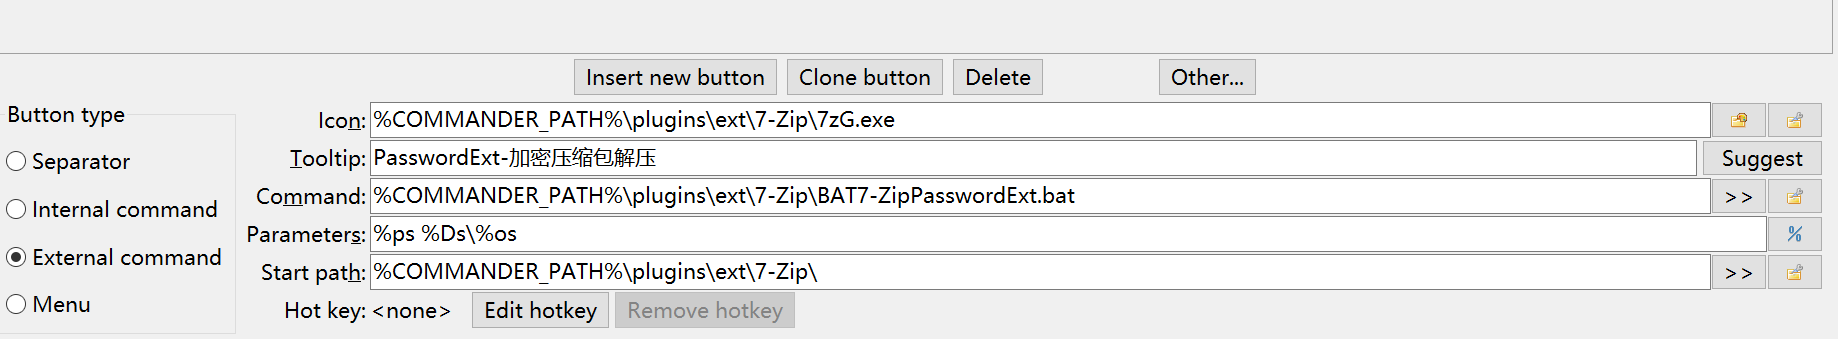 Insert new button Clone button Delete Other...
Button type
Icon: %COMMANDER_PATH%\plugins\ext\7-Zip\7zG.exe
Separator
Tooltip: PasswordExt-加密压缩包解压 Suggest
Internal command
Command: %COMMANDER_PATH%\plugins\ext\7-Zip\BAT7-ZipPasswordExt.bat >>
Parameters: %ps %Ds\%os %
External command
Start path: %COMMANDER_PATH%\plugins\ext\7-Zip\ >>
Menu
Hot key: <none> Edit hotkey Remove hotkey